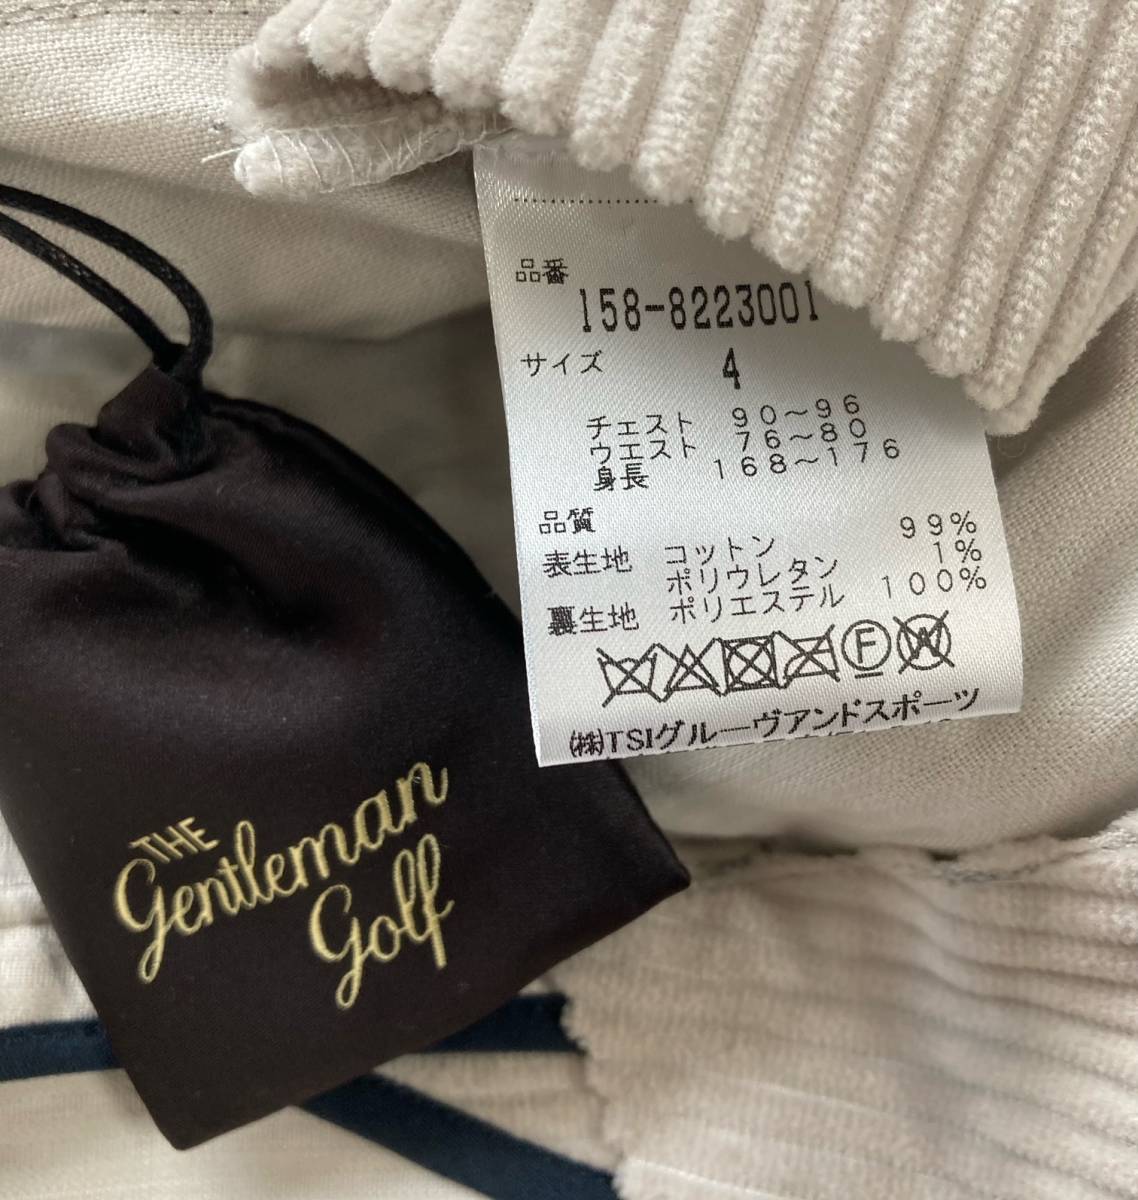 品番
158-8223001
サイズ 4
チェスト 90～96
ウエスト 76～80
身長 168～176
品質
表生地 コットン 99%
ポリウレタン 1%
裏生地 ポリエステル 100%
F W
㈱TSIグルーヴアンドスポーツ
THE
Gentleman
Golf